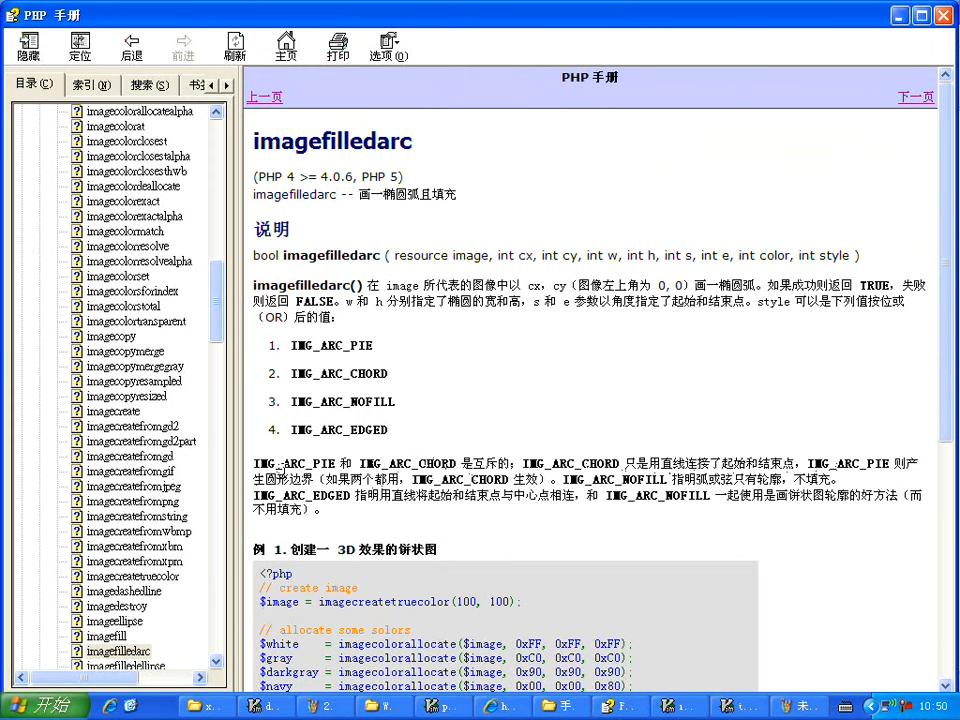 PHP 手册
隐藏 定位 后退 前进 刷新 主页 打印 选项(O)
目录(C) 索引(N) 搜索(S)
imagecolorallocatealpha
imagecolorat
imagecolorclosest
imagecolorclosestalpha
imagecolorclosesthwb
imagecolordeallocate
imagecolorexact
imagecolorexactalpha
imagecolormatch
imagecolorresolve
imagecolorresolvealpha
imagecolorset
imagecolorsforindex
imagecolorstotal
imagecolortransparent
imagecopy
imagecopymerge
imagecopymergegray
imagecopyresampled
imagecopyresized
imagecreate
imagecreatefromgd2
imagecreatefromgd2part
imagecreatefromgd
imagecreatefromgif
imagecreatefromjpeg
imagecreatefrompng
imagecreatefromstring
imagecreatefromwbmp
imagecreatefromxbm
imagecreatefromxpm
imagecreatetruecolor
imagedashedline
imagedestroy
imageellipse
imagefill
imagefilledarc
imagefilledellipse
PHP 手册
上一页 下一页
imagefilledarc
(PHP 4 >= 4.0.6, PHP 5)
imagefilledarc -- 画一椭圆弧且填充
说明
bool imagefilledarc ( resource image, int cx, int cy, int w, int h, int s, int e, int color, int style )
imagefilledarc() 在 image 所代表的图像中以 cx，cy（图像左上角为 0, 0）画一椭圆弧。如果成功则返回 TRUE，失败
则返回 FALSE。w 和 h 分别指定了椭圆的宽和高，s 和 e 参数以角度指定了起始和结束点。style 可以是下列值按位或
（OR）后的值：
1. IMG_ARC_PIE
2. IMG_ARC_CHORD
3. IMG_ARC_NOFILL
4. IMG_ARC_EDGED
IMG_ARC_PIE 和 IMG_ARC_CHORD 是互斥的；IMG_ARC_CHORD 只是用直线连接了起始和结束点，IMG_ARC_PIE 则产
生圆形边界（如果两个都用，IMG_ARC_CHORD 生效）。IMG_ARC_NOFILL 指明弧或弦只有轮廓，不填充。
IMG_ARC_EDGED 指明用直线将起始和结束点与中心点相连，和 IMG_ARC_NOFILL 一起使用是画饼状图轮廓的好方法（而
不用填充）。
例 1. 创建一 3D 效果的饼状图
<?php
// create image
$image = imagecreatetruecolor(100, 100);
// allocate some solors
$white = imagecolorallocate($image, 0xFF, 0xFF, 0xFF);
$gray = imagecolorallocate($image, 0xC0, 0xC0, 0xC0);
$darkgray = imagecolorallocate($image, 0x90, 0x90, 0x90);
$navy = imagecolorallocate($image, 0x00, 0x00, 0x80);
开始 x... d... 2... W... p... h... 手... P... t... 未... 10:50